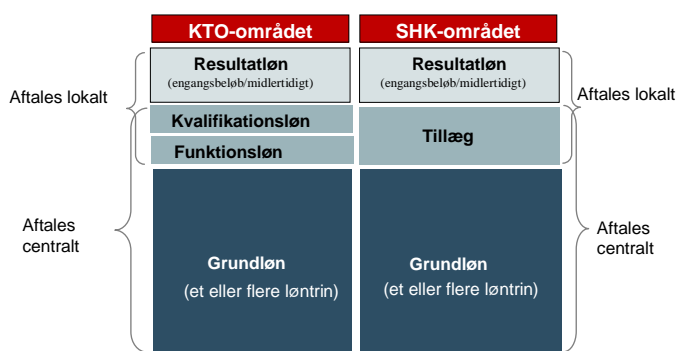 KTO-området
SHK-området
Resultatløn
(engangsbeløb/midlertidigt)
Resultatløn
(engangsbeløb/midlertidigt)
Aftales lokalt
Aftales lokalt
Kvalifikationsløn
Funktionsløn
Tillæg
Aftales
centralt
Aftales
centralt
Grundløn
(et eller flere løntrin)
Grundløn
(et eller flere løntrin)